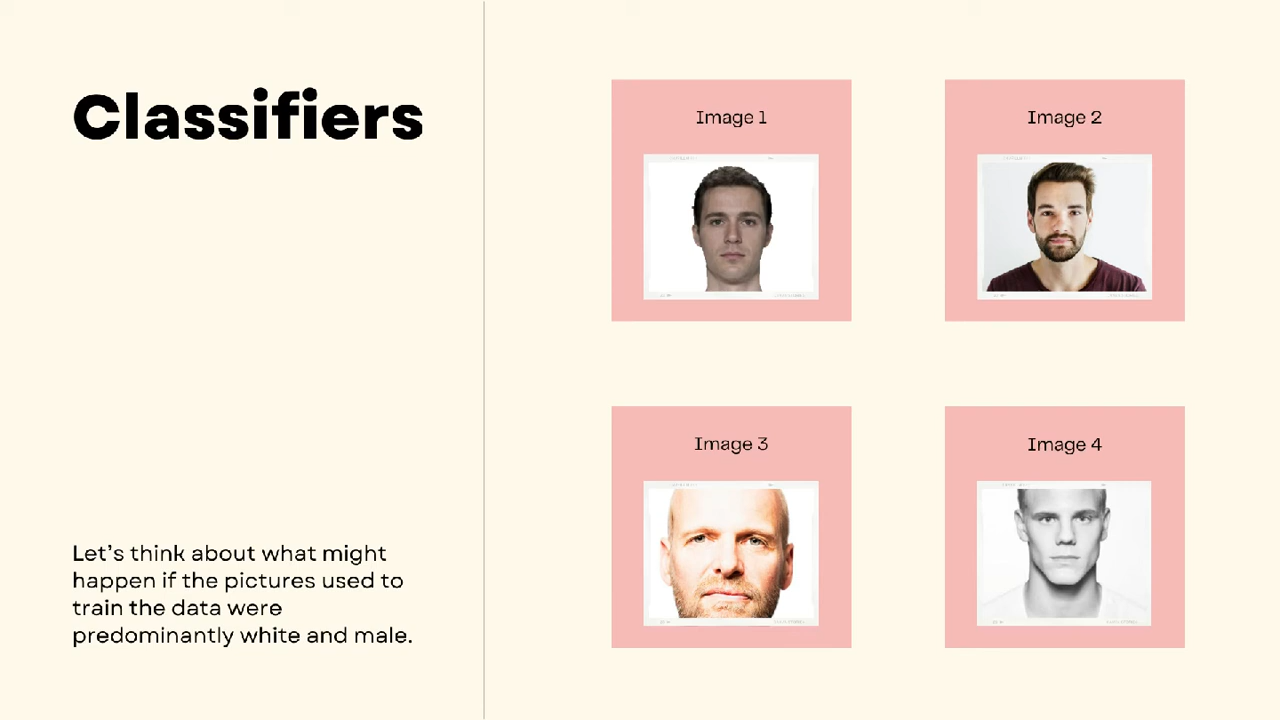 Classifiers
Let's think about what might
happen if the pictures used to
train the data were
predominantly white and male.
Image 1
Image 2
Image 3
Image 4